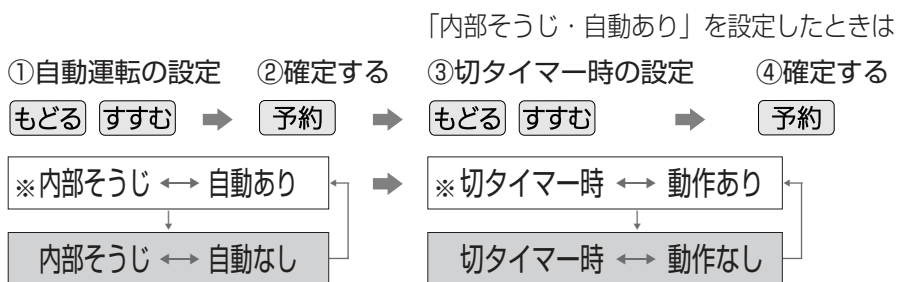 「内部そうじ・自動あり」を設定したときは
①自動運転の設定 ②確定する ③切タイマー時の設定 ④確定する
もどる すすむ 予約 もどる すすむ 予約
※内部そうじ ←→ 自動あり ※切タイマー時 ←→ 動作あり
内部そうじ ←→ 自動なし 切タイマー時 ←→ 動作なし